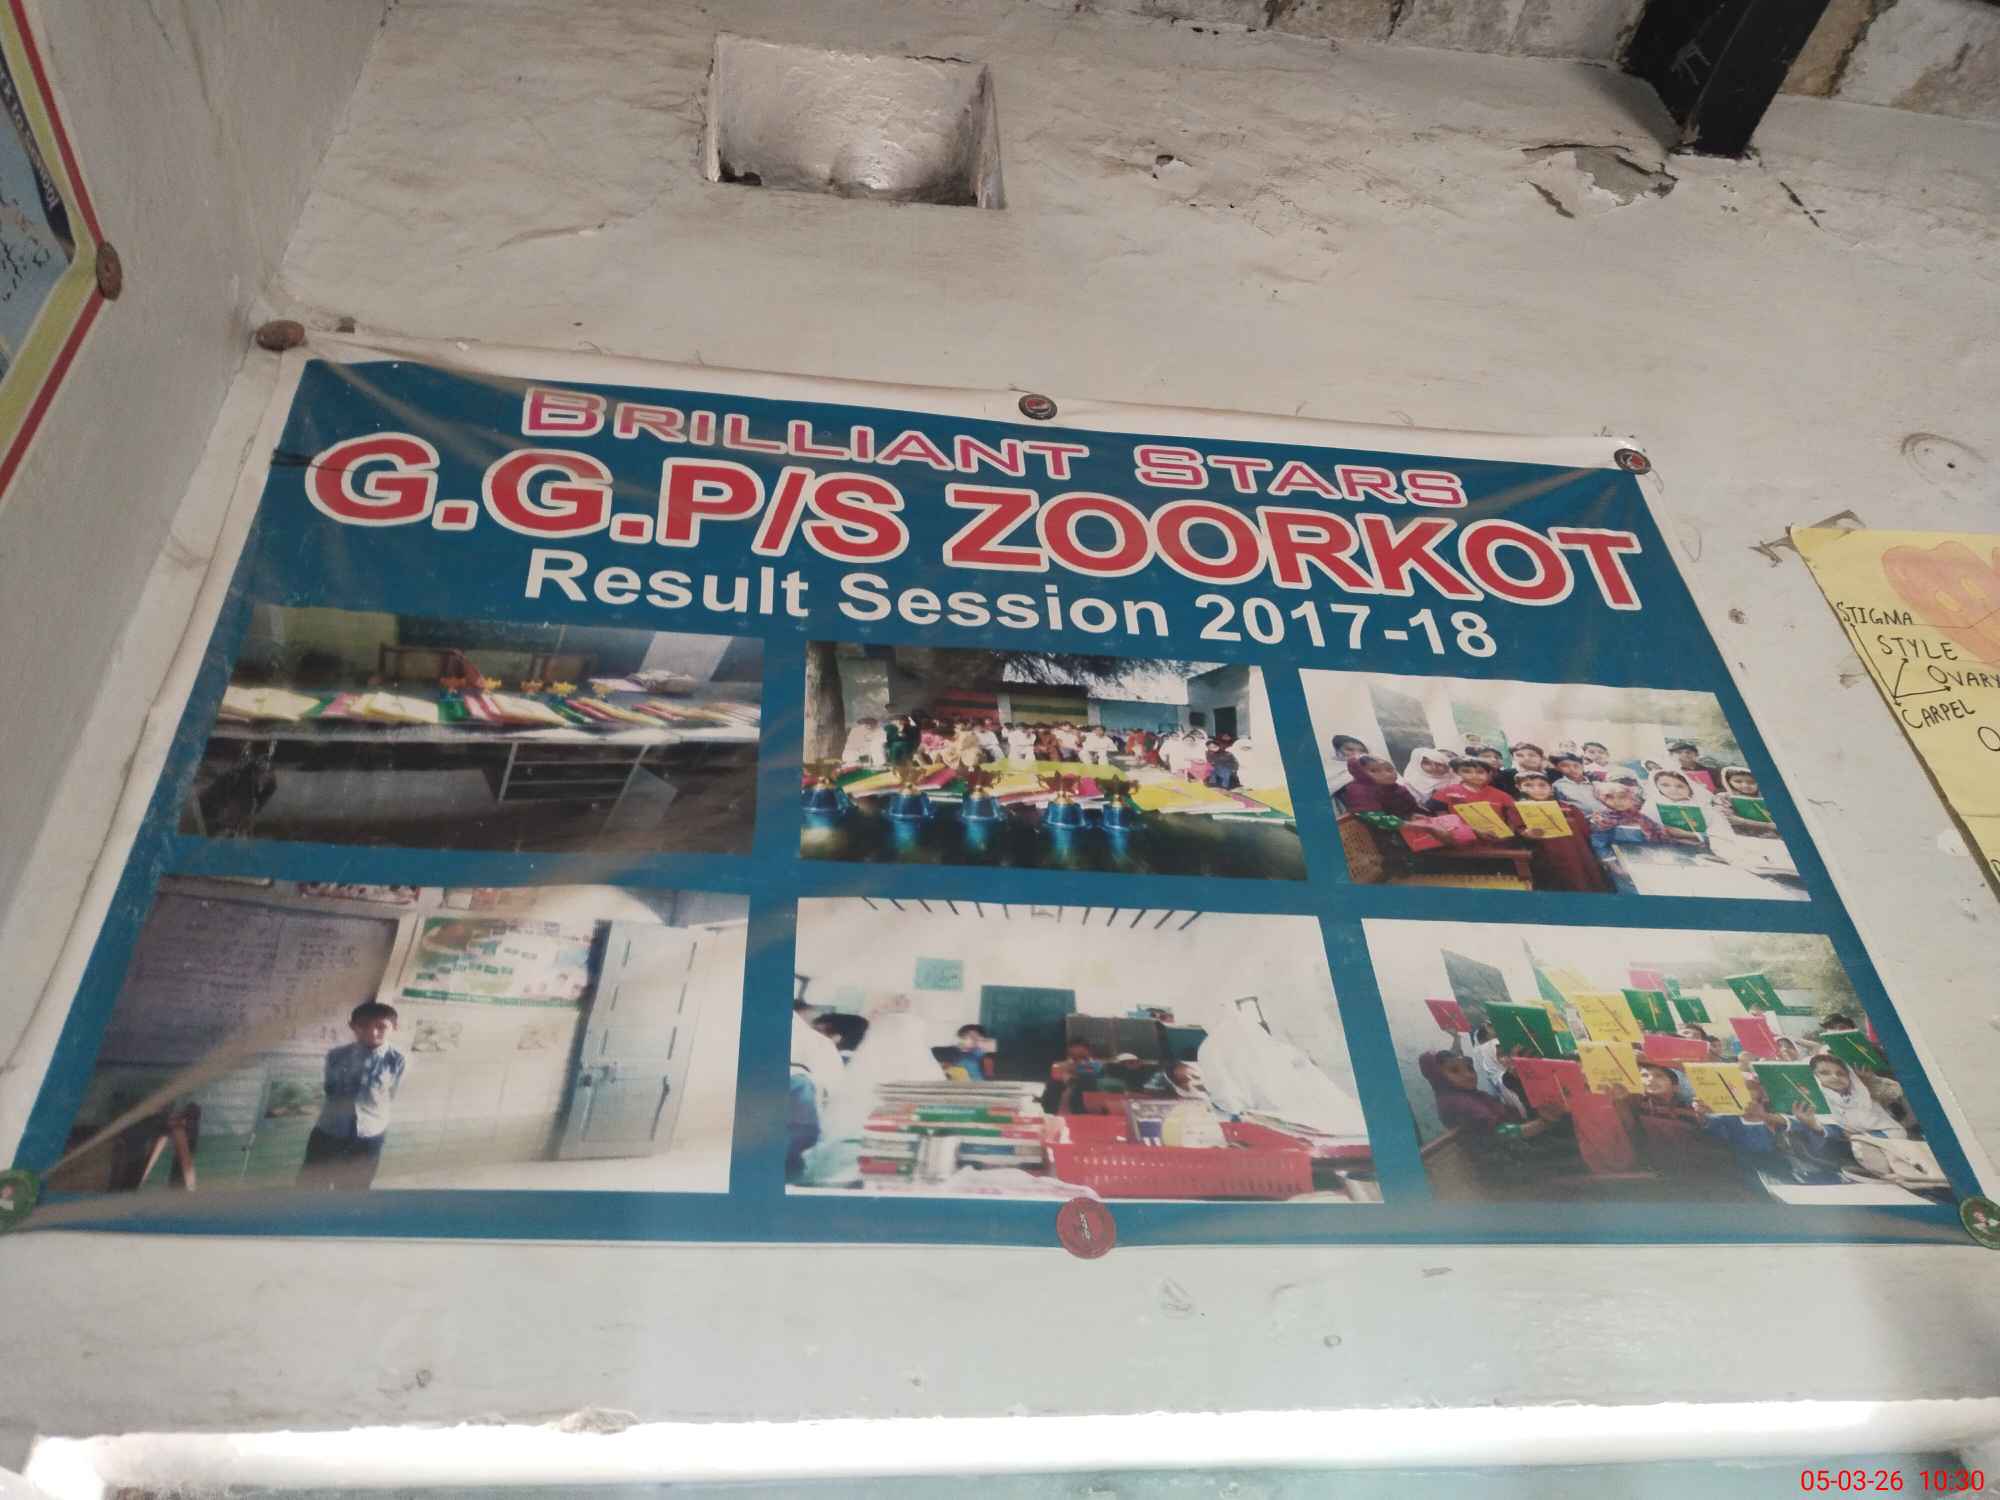 BRILLIANT STARS
G.G.P/S ZOORKOT
Result Session 2017-18
STIGMA
STYLE
OVARY
CARPEL
05-03-26 10:30